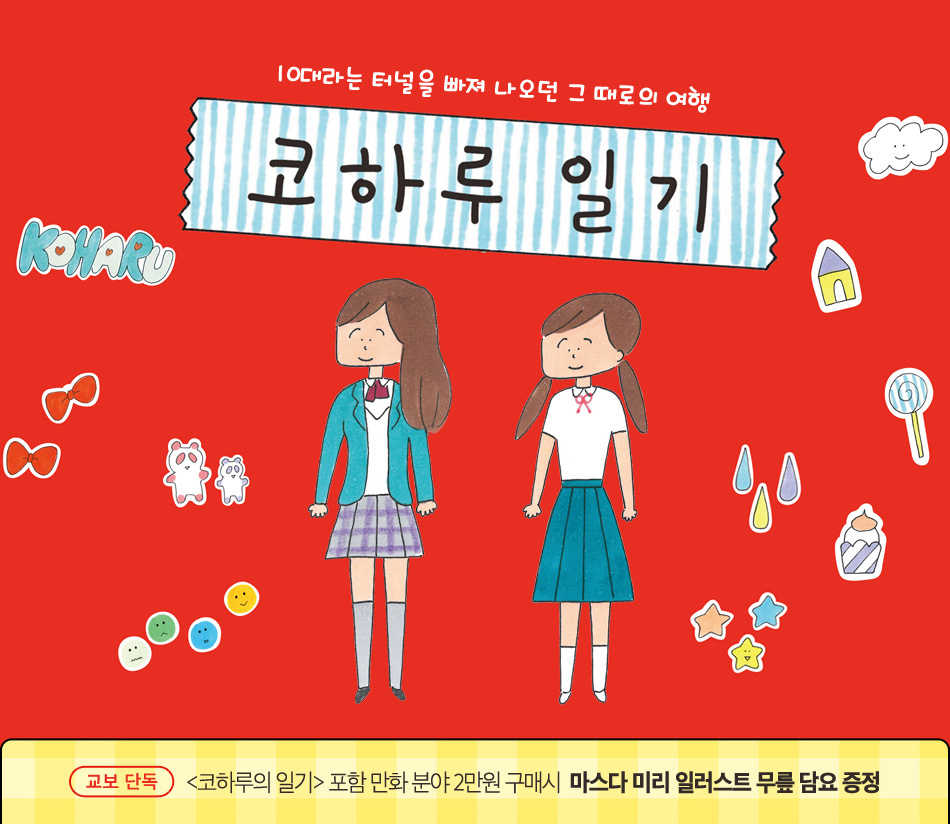 10대라는 터널을 빠져 나오던 그 때로의 여행
코하루 일기
KOHARU
교보 단독 <코하루의 일기> 포함 만화 분야 2만원 구매시 마스다 미리 일러스트 무릎 담요 증정